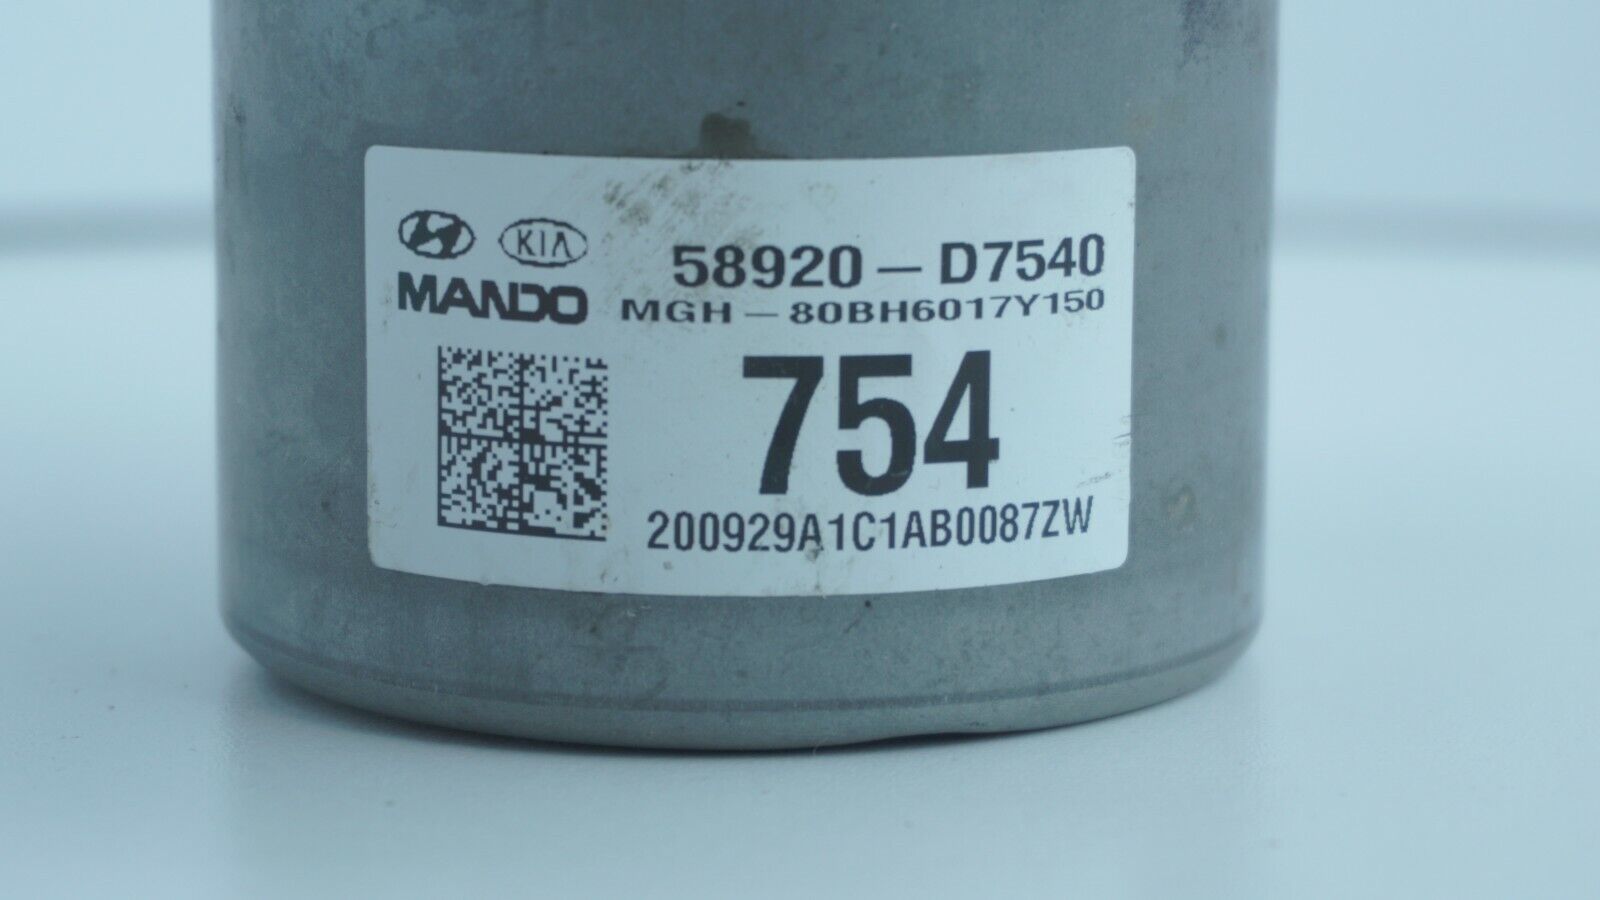 KIA 58920 - D7540
MANDO MGH - 80BH6017Y150
754
200929A1C1AB0087ZW